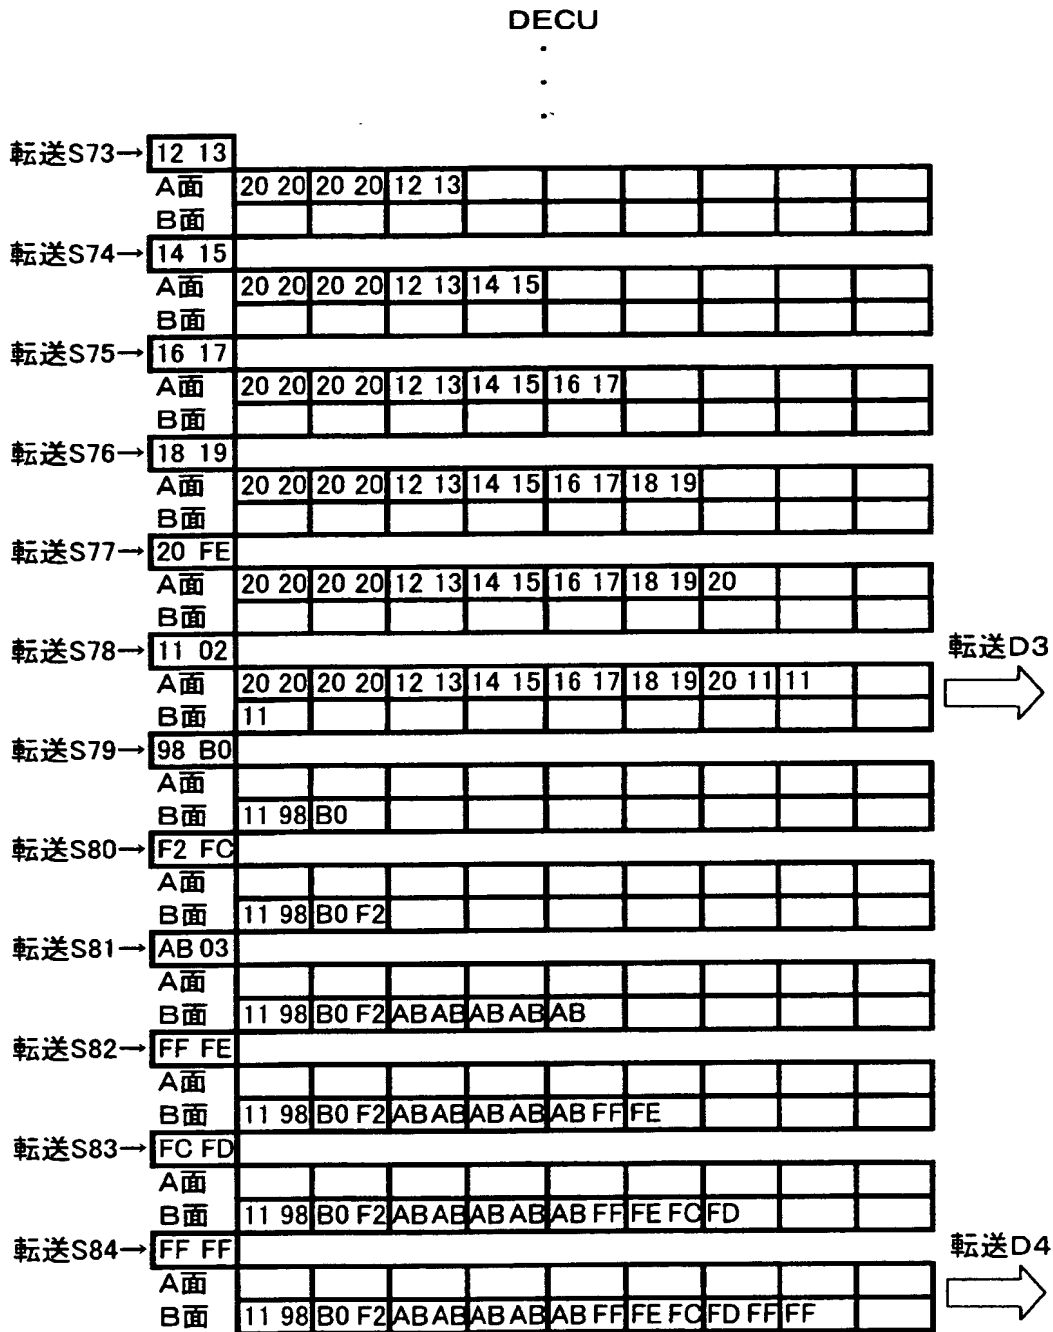 DECU
転送S73→ 12 13
A面 20 20 20 20 12 13
B面
転送S74→ 14 15
A面 20 20 20 20 12 13 14 15
B面
転送S75→ 16 17
A面 20 20 20 20 12 13 14 15 16 17
B面
転送S76→ 18 19
A面 20 20 20 20 12 13 14 15 16 17 18 19
B面
転送S77→ 20 FE
A面 20 20 20 20 12 13 14 15 16 17 18 19 20
B面
転送S78→ 11 02 転送D3
A面 20 20 20 20 12 13 14 15 16 17 18 19 20 11 11
B面 11
転送S79→ 98 B0
A面
B面 11 98 B0
転送S80→ F2 FC
A面
B面 11 98 B0 F2
転送S81→ AB 03
A面
B面 11 98 B0 F2 AB AB AB AB AB
転送S82→ FF FE
A面
B面 11 98 B0 F2 AB AB AB AB AB FF FE
転送S83→ FC FD
A面
B面 11 98 B0 F2 AB AB AB AB AB FF FE FC FD
転送S84→ FF FF 転送D4
A面
B面 11 98 B0 F2 AB AB AB AB AB FF FE FC FD FF FF